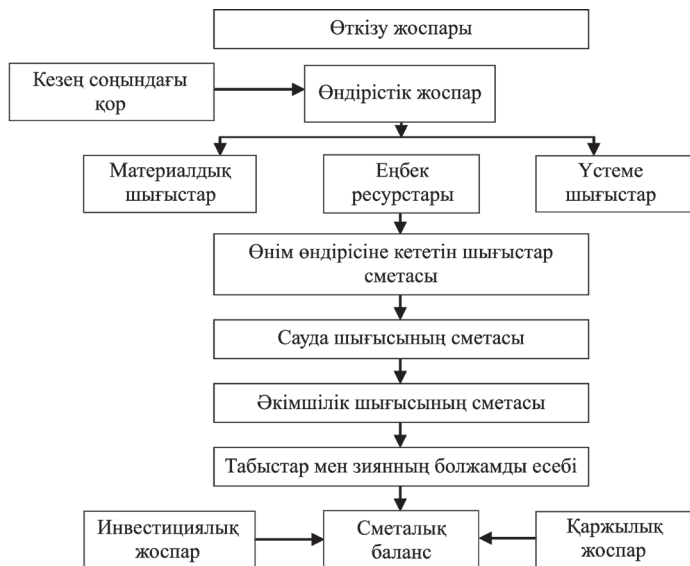 Өткізу жоспары
Кезең соңындағы
қор
Өндірістік жоспар
Материалдық
шығыстар
Еңбек
ресурстары
Үстеме
шығыстар
Өнім өндірісіне кететін шығыстар
сметасы
Сауда шығысының сметасы
Әкімшілік шығысының сметасы
Табыстар мен зиянның болжамды есебі
Инвестициялық
жоспар
Сметалық
баланс
Қаржылық
жоспар